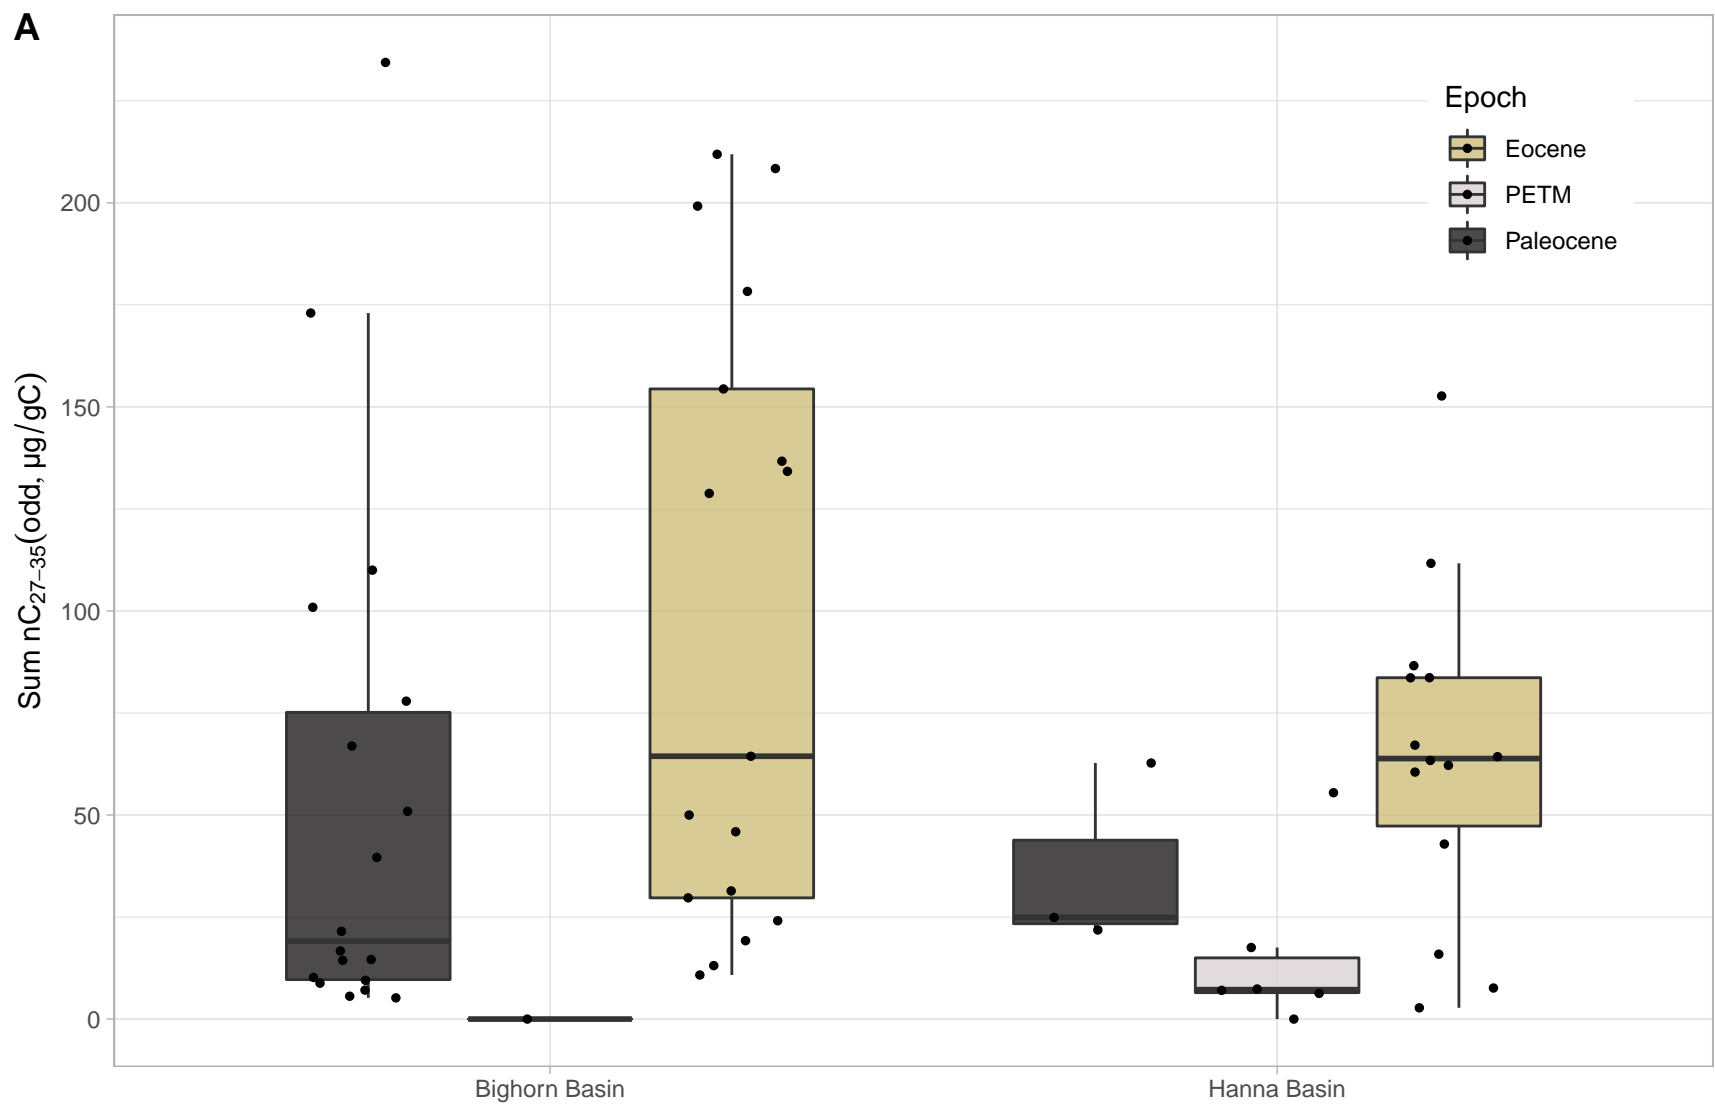 A
Sum nC27–35(odd, µg/gC)
200
150
100
50
0
Bighorn Basin
Hanna Basin
Epoch
Eocene
PETM
Paleocene